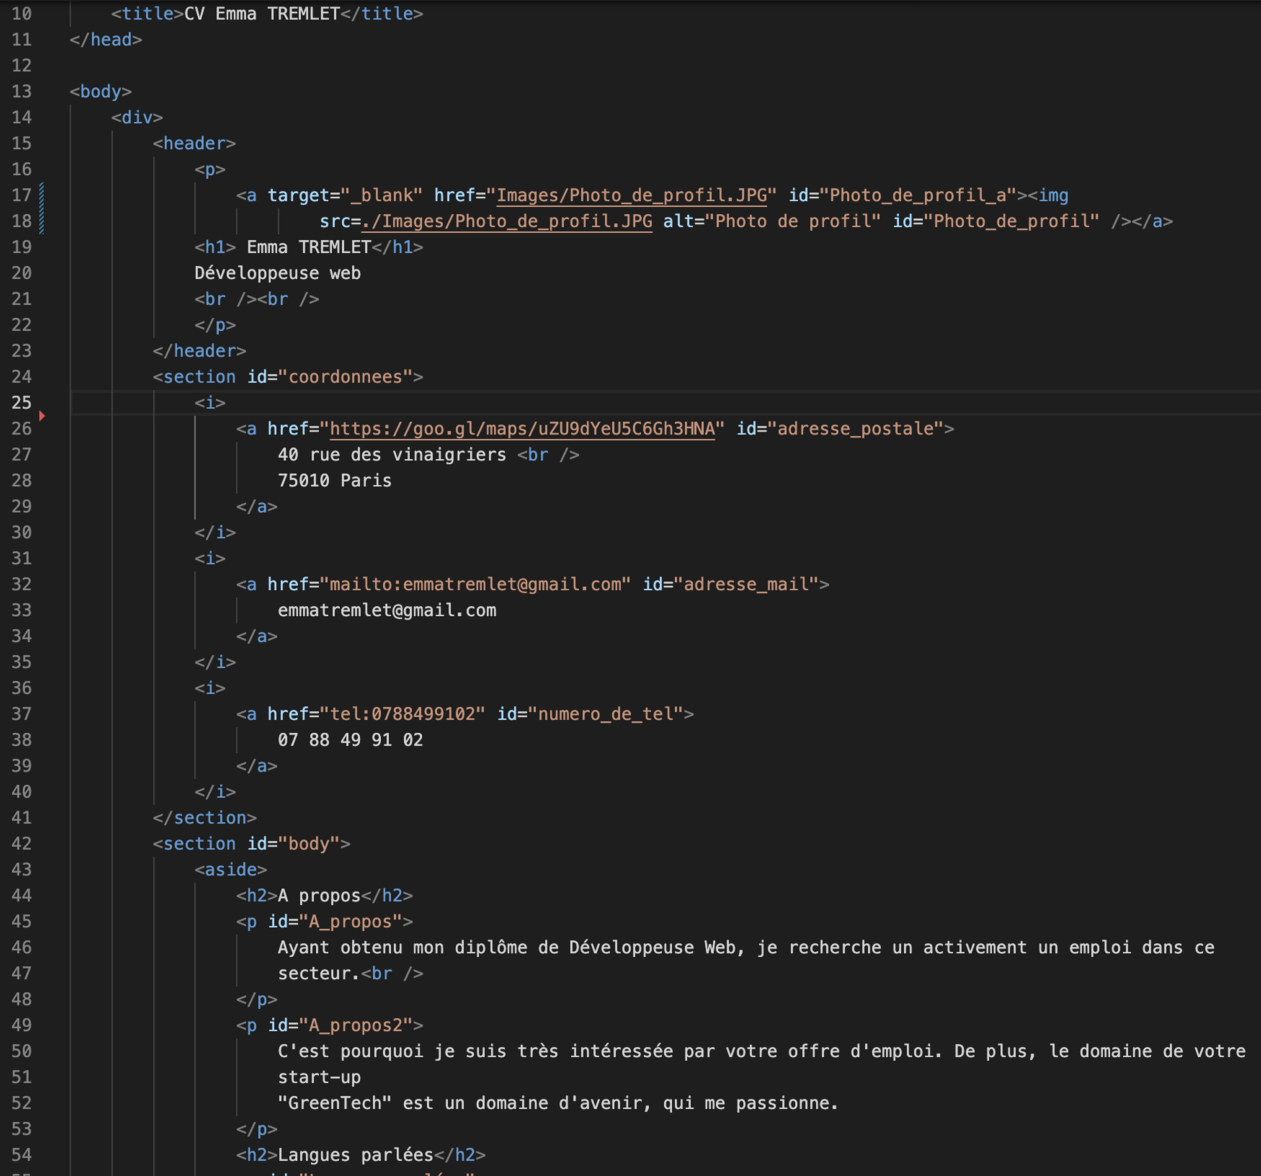 10 <title>CV Emma TREMLET</title>
11 </head>
12
13 <body>
14 <div>
15 <header>
16 <p>
17 <a target="_blank" href="Images/Photo_de_profil.JPG" id="Photo_de_profil_a"><img
18 src=./Images/Photo_de_profil.JPG alt="Photo de profil" id="Photo_de_profil" /></a>
19 <h1> Emma TREMLET</h1>
20 Développeuse web
21 <br /><br />
22 </p>
23 </header>
24 <section id="coordonnees">
25 <i>
26 <a href="https://goo.gl/maps/uZU9dYeU5C6Gh3HNA" id="adresse_postale">
27 40 rue des vinaigriers <br />
28 75010 Paris
29 </a>
30 </i>
31 <i>
32 <a href="mailto:emmatremlet@gmail.com" id="adresse_mail">
33 emmatremlet@gmail.com
34 </a>
35 </i>
36 <i>
37 <a href="tel:0788499102" id="numero_de_tel">
38 07 88 49 91 02
39 </a>
40 </i>
41 </section>
42 <section id="body">
43 <aside>
44 <h2>A propos</h2>
45 <p id="A_propos">
46 Ayant obtenu mon diplôme de Développeuse Web, je recherche un activement un emploi dans ce
47 secteur.<br />
48 </p>
49 <p id="A_propos2">
50 C'est pourquoi je suis très intéressée par votre offre d'emploi. De plus, le domaine de votre
51 start-up
52 "GreenTech" est un domaine d'avenir, qui me passionne.
53 </p>
54 <h2>Langues parlées</h2>